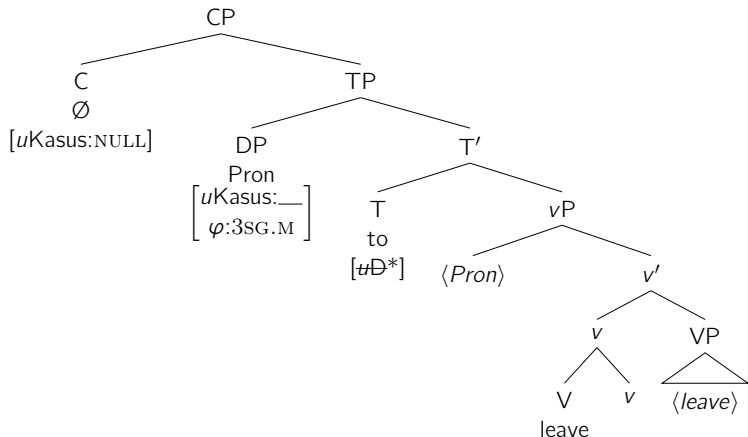 CP
C TP
Ø
[uKasus:NULL] DP T′
Pron
[uKasus:__ T vP
φ:3SG.M] to
[uD*] ⟨Pron⟩ v′
v VP
V v ⟨leave⟩
leave